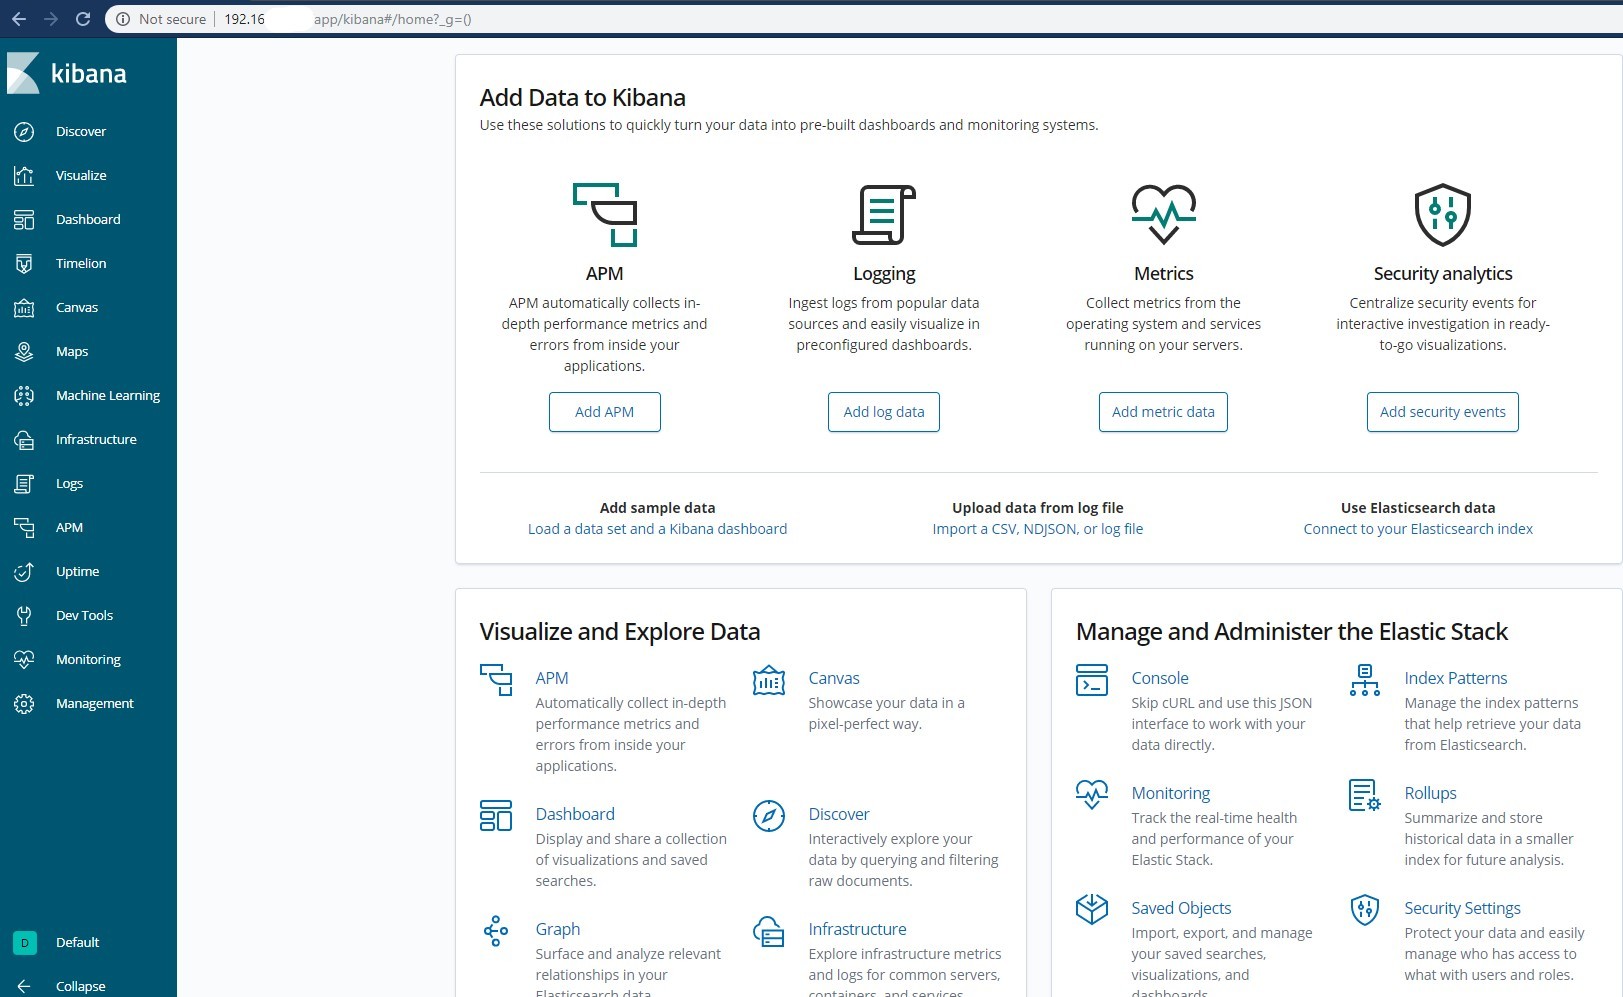 Not secure | 192.16 app/kibana#/home?_g=()
kibana
Discover
Visualize
Dashboard
Timelion
Canvas
Maps
Machine Learning
Infrastructure
Logs
APM
Uptime
Dev Tools
Monitoring
Management
D Default
Collapse
Add Data to Kibana
Use these solutions to quickly turn your data into pre-built dashboards and monitoring systems.
APM
APM automatically collects in-
depth performance metrics and
errors from inside your
applications.
Add APM
Logging
Ingest logs from popular data
sources and easily visualize in
preconfigured dashboards.
Add log data
Metrics
Collect metrics from the
operating system and services
running on your servers.
Add metric data
Security analytics
Centralize security events for
interactive investigation in ready-
to-go visualizations.
Add security events
Add sample data
Load a data set and a Kibana dashboard
Upload data from log file
Import a CSV, NDJSON, or log file
Use Elasticsearch data
Connect to your Elasticsearch index
Visualize and Explore Data
APM
Automatically collect in-depth
performance metrics and
errors from inside your
applications.
Canvas
Showcase your data in a
pixel-perfect way.
Dashboard
Display and share a collection
of visualizations and saved
searches.
Discover
Interactively explore your
data by querying and filtering
raw documents.
Graph
Surface and analyze relevant
relationships in your
Elasticsearch data.
Infrastructure
Explore infrastructure metrics
and logs for common servers,
containers, and services.
Manage and Administer the Elastic Stack
Console
Skip cURL and use this JSON
interface to work with your
data directly.
Index Patterns
Manage the index patterns
that help retrieve your data
from Elasticsearch.
Monitoring
Track the real-time health
and performance of your
Elastic Stack.
Rollups
Summarize and store
historical data in a smaller
index for future analysis.
Saved Objects
Import, export, and manage
your saved searches,
visualizations, and
dashboards.
Security Settings
Protect your data and easily
manage who has access to
what with users and roles.